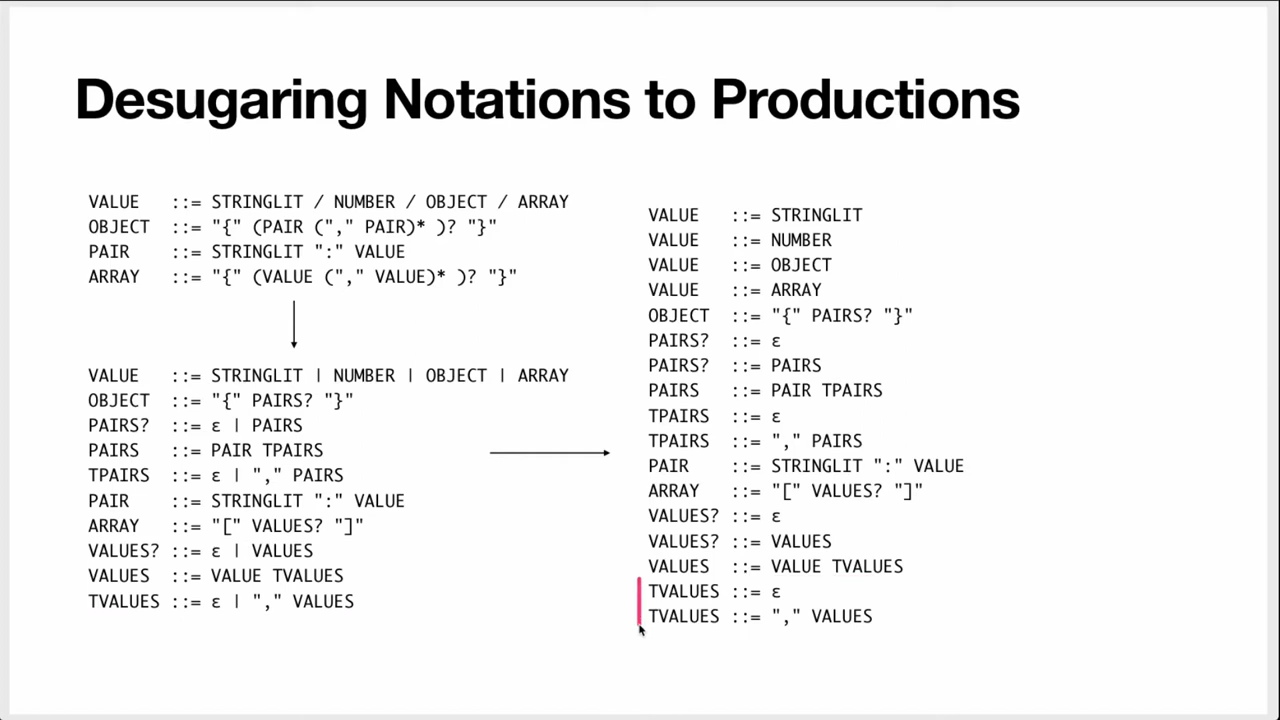 Desugaring Notations to Productions
VALUE ::= STRINGLIT / NUMBER / OBJECT / ARRAY
OBJECT ::= "{" (PAIR ("," PAIR)* )? "}"
PAIR ::= STRINGLIT ":" VALUE
ARRAY ::= "{" (VALUE ("," VALUE)* )? "}"
VALUE ::= STRINGLIT | NUMBER | OBJECT | ARRAY
OBJECT ::= "{" PAIRS? "}"
PAIRS? ::= ε | PAIRS
PAIRS ::= PAIR TPAIRS
TPAIRS ::= ε | "," PAIRS
PAIR ::= STRINGLIT ":" VALUE
ARRAY ::= "[" VALUES? "]"
VALUES? ::= ε | VALUES
VALUES ::= VALUE TVALUES
TVALUES ::= ε | "," VALUES
VALUE ::= STRINGLIT
VALUE ::= NUMBER
VALUE ::= OBJECT
VALUE ::= ARRAY
OBJECT ::= "{" PAIRS? "}"
PAIRS? ::= ε
PAIRS? ::= PAIRS
PAIRS ::= PAIR TPAIRS
TPAIRS ::= ε
TPAIRS ::= "," PAIRS
PAIR ::= STRINGLIT ":" VALUE
ARRAY ::= "[" VALUES? "]"
VALUES? ::= ε
VALUES? ::= VALUES
VALUES ::= VALUE TVALUES
TVALUES ::= ε
TVALUES ::= "," VALUES